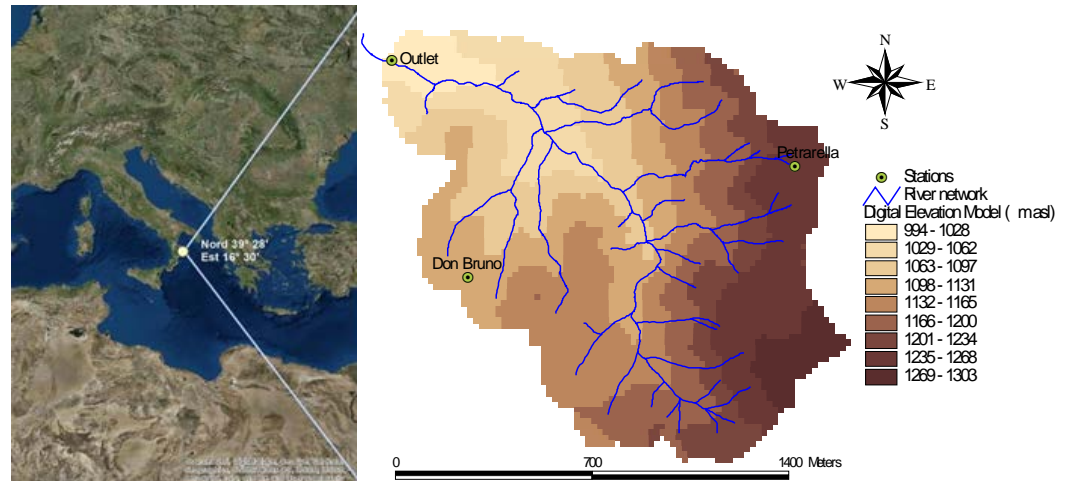 Nord 39° 28'
Est 16° 30'
Outlet
Petrarella
Don Bruno
N
W
E
S
Stations
River network
Digital Elevation Model ( m asl)
994 - 1028
1029 - 1062
1063 - 1097
1098 - 1131
1132 - 1165
1166 - 1200
1201 - 1234
1235 - 1268
1269 - 1303
0
700
1400 Meters